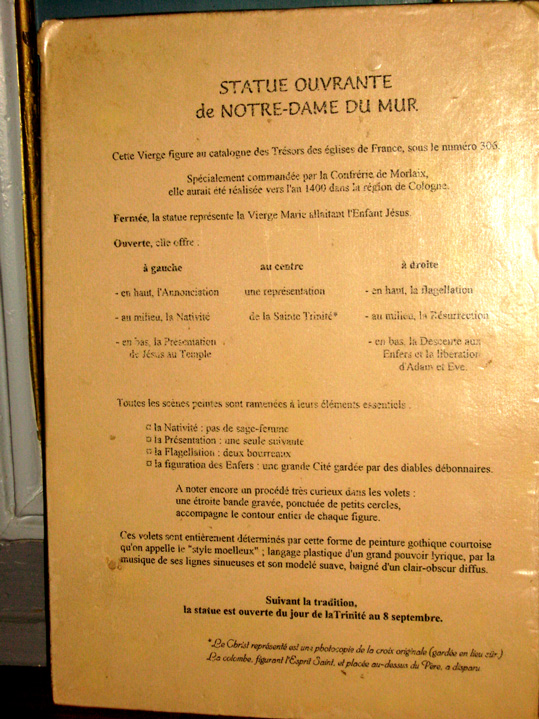 STATUE OUVRANTE
de NOTRE-DAME DU MUR
Cette Vierge figure au catalogue des Trésors des églises de France, sous le numéro 306.
Spécialement commandée par la Confrérie de Morlaix,
elle aurait été réalisée vers l'an 1400 dans la région de Cologne.
Fermée, la statue représente la Vierge Marie allaitant l'Enfant Jésus.
Ouverte, elle offre :
à gauche au centre à droite
- en haut, l'Annonciation une représentation - en haut, la flagellation
- au milieu, la Nativité de la Sainte Trinité* - au milieu, la Résurrection
- en bas, la Présentation - en bas, la Descente aux
de Jésus au Temple Enfers et la libération
d'Adam et Eve.
Toutes les scènes peintes sont ramenées à leurs éléments essentiels :
¤ la Nativité : pas de sage-femme
¤ la Présentation : une seule suivante
¤ la Flagellation : deux bourreaux
¤ la figuration des Enfers : une grande Cité gardée par des diables débonnaires.
A noter encore un procédé très curieux dans les volets :
une étroite bande gravée, ponctuée de petits cercles,
accompagne le contour entier de chaque figure.
Ces volets sont entièrement déterminés par cette forme de peinture gothique courtoise
qu'on appelle le "style moelleux" ; langage plastique d'un grand pouvoir lyrique, par la
musique de ses lignes sinueuses et son modelé suave, baigné d'un clair-obscur diffus.
Suivant la tradition,
la statue est ouverte du jour de laTrinité au 8 septembre.
*Le Christ représenté est une photocopie de la croix originale (gardée en lieu sûr.)
La colombe, figurant l'Esprit Saint, et placée au-dessus du Père, a disparu